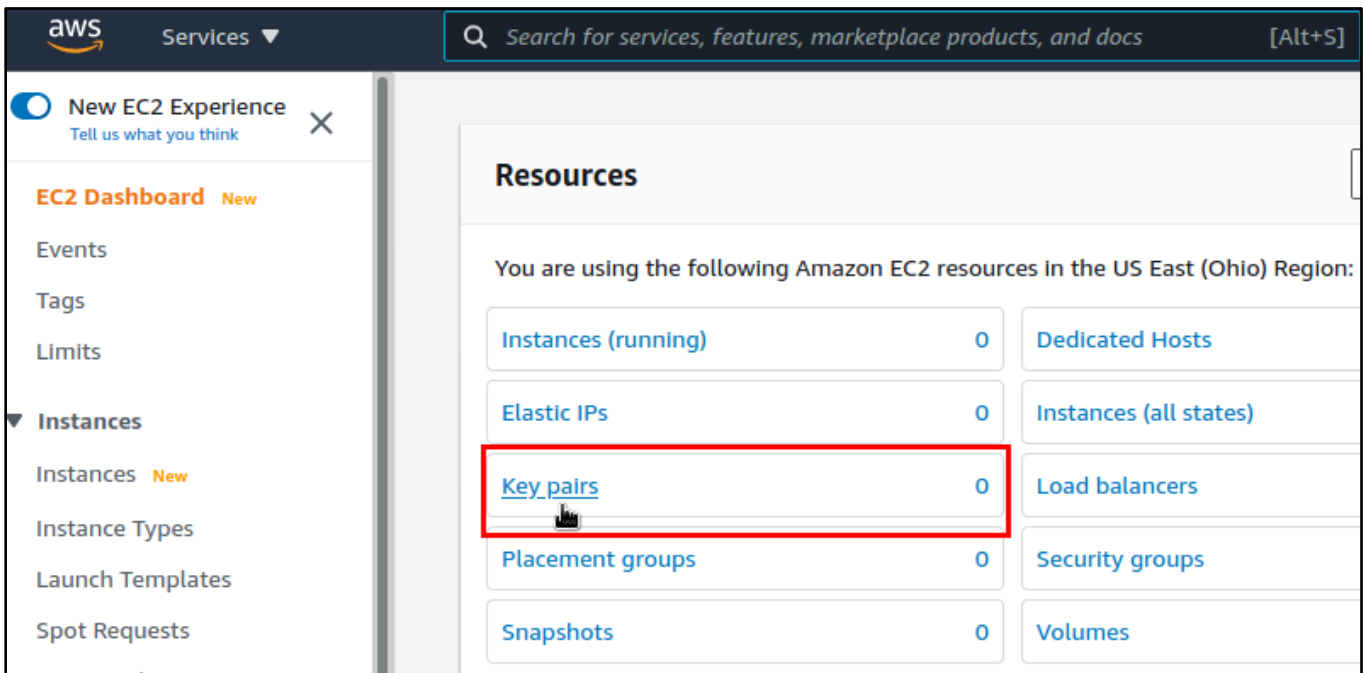 aws Services ▼ Search for services, features, marketplace products, and docs [Alt+S]
New EC2 Experience
Tell us what you think
EC2 Dashboard New
Events
Tags
Limits
Instances
Instances New
Instance Types
Launch Templates
Spot Requests
Resources
You are using the following Amazon EC2 resources in the US East (Ohio) Region:
Instances (running) 0 Dedicated Hosts
Elastic IPs 0 Instances (all states)
Key pairs 0 Load balancers
Placement groups 0 Security groups
Snapshots 0 Volumes